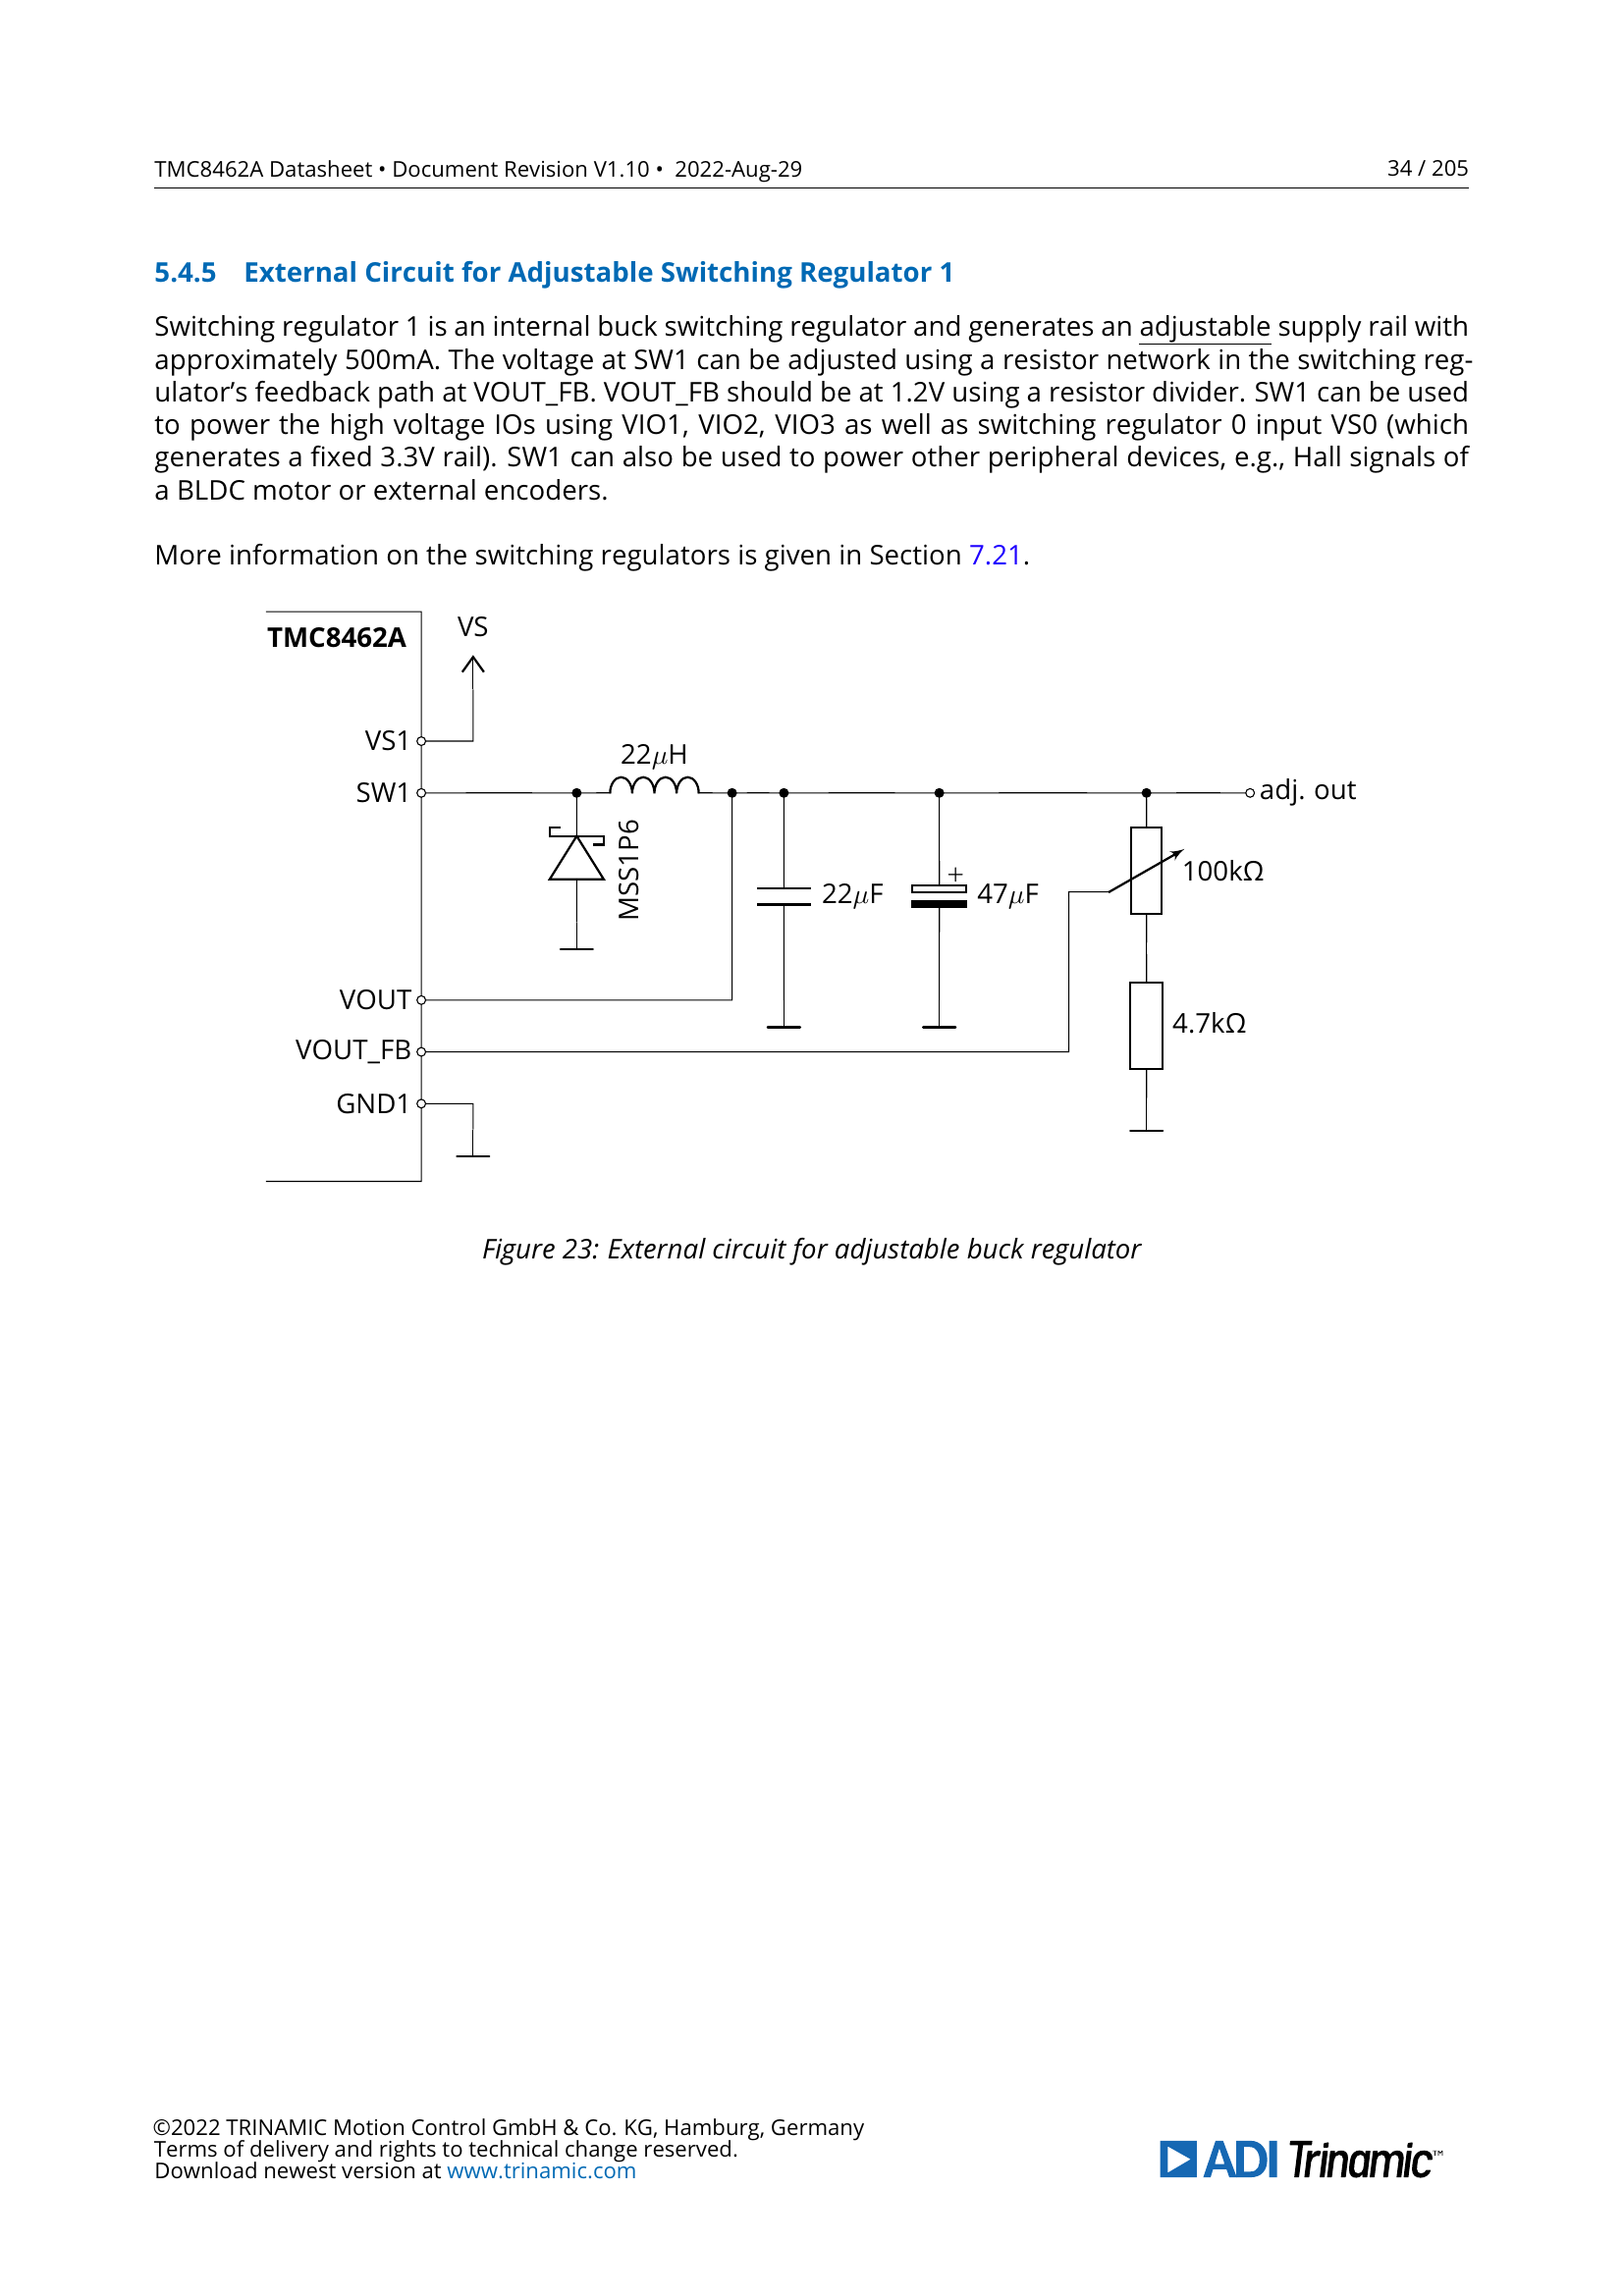 TMC8462A Datasheet • Document Revision V1.10 • 2022-Aug-29
34 / 205
5.4.5 External Circuit for Adjustable Switching Regulator 1
Switching regulator 1 is an internal buck switching regulator and generates an adjustable supply rail with
approximately 500mA. The voltage at SW1 can be adjusted using a resistor network in the switching reg-
ulator's feedback path at VOUT_FB. VOUT_FB should be at 1.2V using a resistor divider. SW1 can be used
to power the high voltage IOs using VIO1, VIO2, VIO3 as well as switching regulator 0 input VS0 (which
generates a fixed 3.3V rail). SW1 can also be used to power other peripheral devices, e.g., Hall signals of
a BLDC motor or external encoders.
More information on the switching regulators is given in Section 7.21.
TMC8462A
VS
VS1
22μH
SW1
adj. out
MSS1P6
22μF
+
47μF
100kΩ
VOUT
4.7kΩ
VOUT_FB
GND1
Figure 23: External circuit for adjustable buck regulator
©2022 TRINAMIC Motion Control GmbH & Co. KG, Hamburg, Germany
Terms of delivery and rights to technical change reserved.
Download newest version at www.trinamic.com
ADI Trinamic™